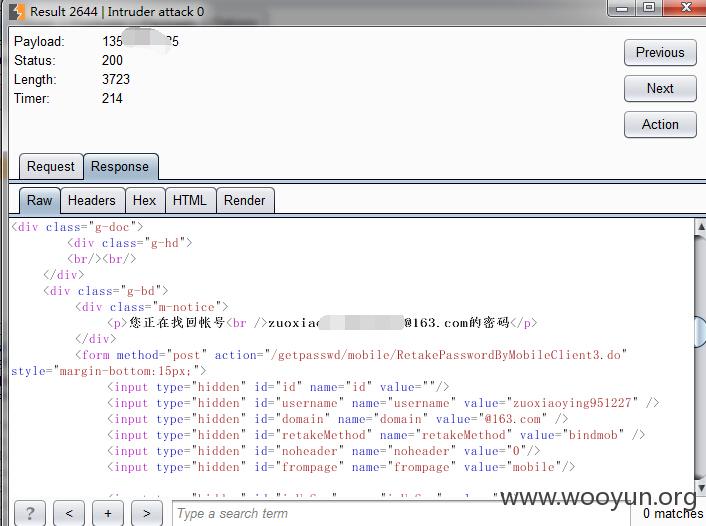 Result 2644 | Intruder attack 0
Payload: 135 35
Status: 200
Length: 3723
Timer: 214
Previous
Next
Action
Request Response
Raw Headers Hex HTML Render
<div class="g-doc">
<div class="g-hd">
<br/><br/>
</div>
<div class="g-bd">
<div class="m-notice">
<p>您正在找回帐号<br />zuoxiao @163.com的密码</p>
</div>
<form method="post" action="/getpasswd/mobile/RetakePasswordByMobileClient3.do"
style="margin-bottom:15px;">
<input type="hidden" id="id" name="id" value=""/>
<input type="hidden" id="username" name="username" value="zuoxiaoying951227" />
<input type="hidden" id="domain" name="domain" value="@163.com" />
<input type="hidden" id="retakeMethod" name="retakeMethod" value="bindmob" />
<input type="hidden" id="noheader" name="noheader" value="0"/>
<input type="hidden" id="frompage" name="frompage" value="mobile"/>
www.wooyun.org
? < + > Type a search term 0 matches